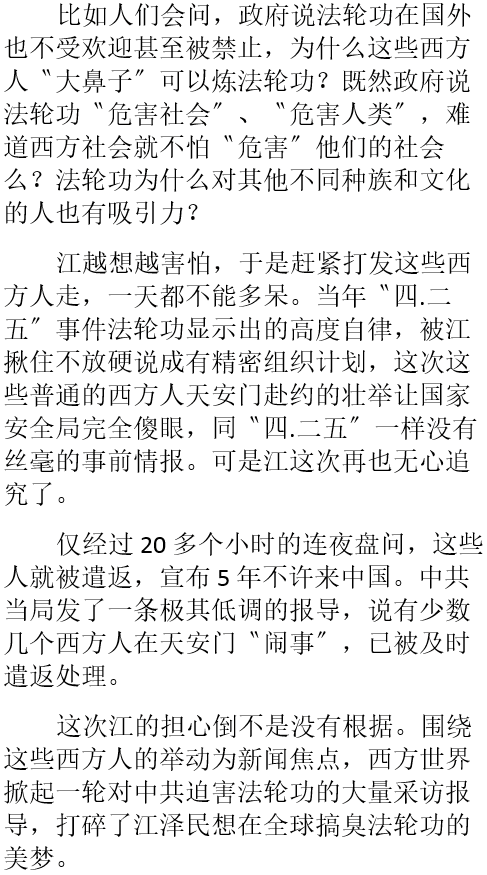 比如人们会问，政府说法轮功在国外
也不受欢迎甚至被禁止，为什么这些西方
人〝大鼻子〞可以炼法轮功？既然政府说
法轮功〝危害社会〞、〝危害人类〞，难
道西方社会就不怕〝危害〞他们的社会
么？法轮功为什么对其他不同种族和文化
的人也有吸引力？
江越想越害怕，于是赶紧打发这些西
方人走，一天都不能多呆。当年〝四.二
五〞事件法轮功显示出的高度自律，被江
揪住不放硬说成有精密组织计划，这次这
些普通的西方人天安门赴约的壮举让国家
安全局完全傻眼，同〝四.二五〞一样没有
丝毫的事前情报。可是江这次再也无心追
究了。
仅经过 20 多个小时的连夜盘问，这些
人就被遣返，宣布 5 年不许来中国。中共
当局发了一条极其低调的报导，说有少数
几个西方人在天安门〝闹事〞，已被及时
遣返处理。
这次江的担心倒不是没有根据。围绕
这些西方人的举动为新闻焦点，西方世界
掀起一轮对中共迫害法轮功的大量采访报
导，打碎了江泽民想在全球搞臭法轮功的
美梦。